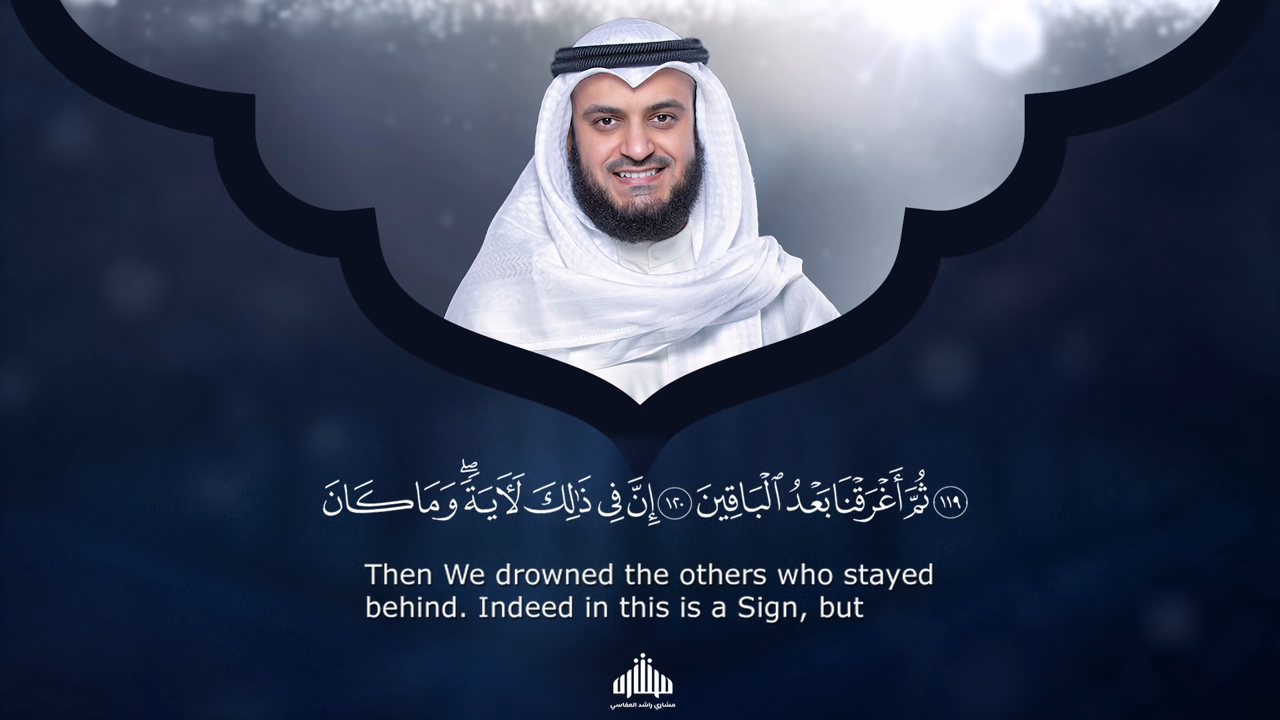 ١١٩ ثُمَّ أَغْرَقْنَا بَعْدُ ٱلْبَاقِينَ ١٢٠ إِنَّ فِى ذَٰلِكَ لَـَٔايَةً ۖ وَمَا كَانَ
Then We drowned the others who stayed
behind. Indeed in this is a Sign, but
مشاري راشد العفاسي